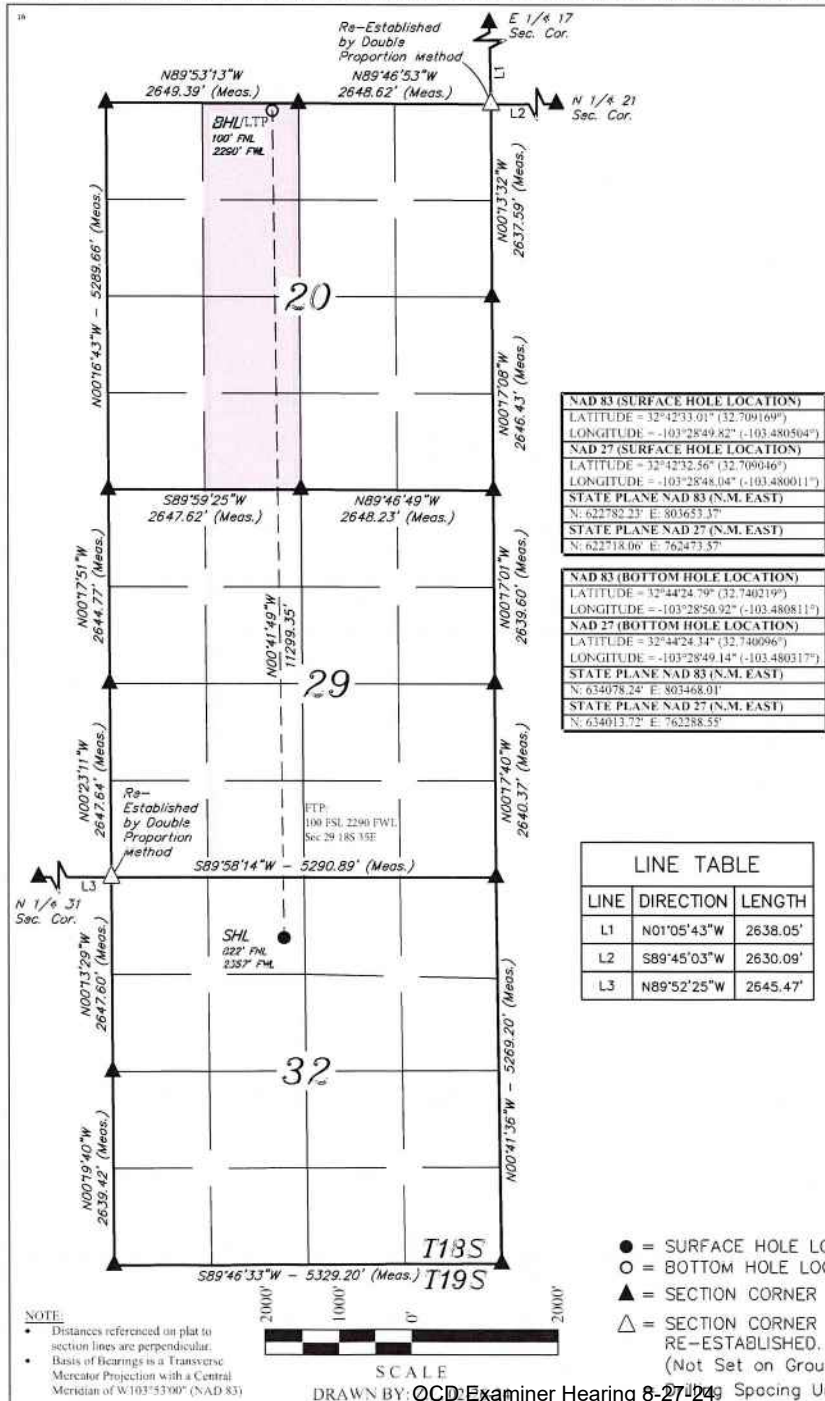 Re-Established
by Double
Proportion Method
E 1/4 17
Sec. Cor.
L1
N89°53'13"W
2649.39' (Meas.)
N89°46'53"W
2648.62' (Meas.)
L2
N 1/4 21
Sec. Cor.
BHL/LTP
100' FNL
2290' FWL
N00°16'43"W - 5289.66' (Meas.)
N00°13'32"W
2637.59' (Meas.)
20
N00°17'08"W
2646.43' (Meas.)
S89°59'25"W
2647.62' (Meas.)
N89°46'49"W
2648.23' (Meas.)
N00°17'51"W
2644.77' (Meas.)
N00°41'49"W
11299.35'
N00°17'01"W
2639.60' (Meas.)
29
N00°23'11"W
2647.64' (Meas.)
N00°17'40"W
2640.37' (Meas.)
Re-
Established
by Double
Proportion
Method
FTP:
100 FSL 2290 FWL
Sec 29 18S 35E
S89°58'14"W - 5290.89' (Meas.)
L3
N 1/4 31
Sec. Cor.
SHL
FNL
FWL
N00°13'29"W
2647.60' (Meas.)
32
N00°41'36"W - 5269.20' (Meas.)
N00°19'40"W
2639.42' (Meas.)
T18S
S89°46'33"W - 5329.20' (Meas.)
T19S
NAD 83 (SURFACE HOLE LOCATION)
LATITUDE = 32°42'33.01" (32.709169°)
LONGITUDE = -103°28'49.82" (-103.480504°)
NAD 27 (SURFACE HOLE LOCATION)
LATITUDE = 32°42'32.56" (32.709046°)
LONGITUDE = -103°28'48.04" (-103.480011°)
STATE PLANE NAD 83 (N.M. EAST)
N: 622782.23' E: 803653.37'
STATE PLANE NAD 27 (N.M. EAST)
N: 622718.06' E: 762473.57'
NAD 83 (BOTTOM HOLE LOCATION)
LATITUDE = 32°44'24.79" (32.740219°)
LONGITUDE = -103°28'50.92" (-103.480811°)
NAD 27 (BOTTOM HOLE LOCATION)
LATITUDE = 32°44'24.34" (32.740096°)
LONGITUDE = -103°28'49.14" (-103.480317°)
STATE PLANE NAD 83 (N.M. EAST)
N: 634078.24' E: 803468.01'
STATE PLANE NAD 27 (N.M. EAST)
N: 634013.72' E: 762288.55'
LINE TABLE
LINE DIRECTION LENGTH
L1 N01°05'43"W 2638.05'
L2 S89°45'03"W 2630.09'
L3 N89°52'25"W 2645.47'
= SURFACE HOLE LO
= BOTTOM HOLE LOC
= SECTION CORNER
= SECTION CORNER
RE-ESTABLISHED.
(Not Set on Grou
Spacing U
NOTE:
• Distances referenced on plat to
section lines are perpendicular.
• Basis of Bearings is a Transverse
Mercator Projection with a Central
Meridian of W103°53'00" (NAD 83)
2000' 1000' 0' 2000'
SCALE
DRAWN BY:
OCD Examiner Hearing 8-27-24